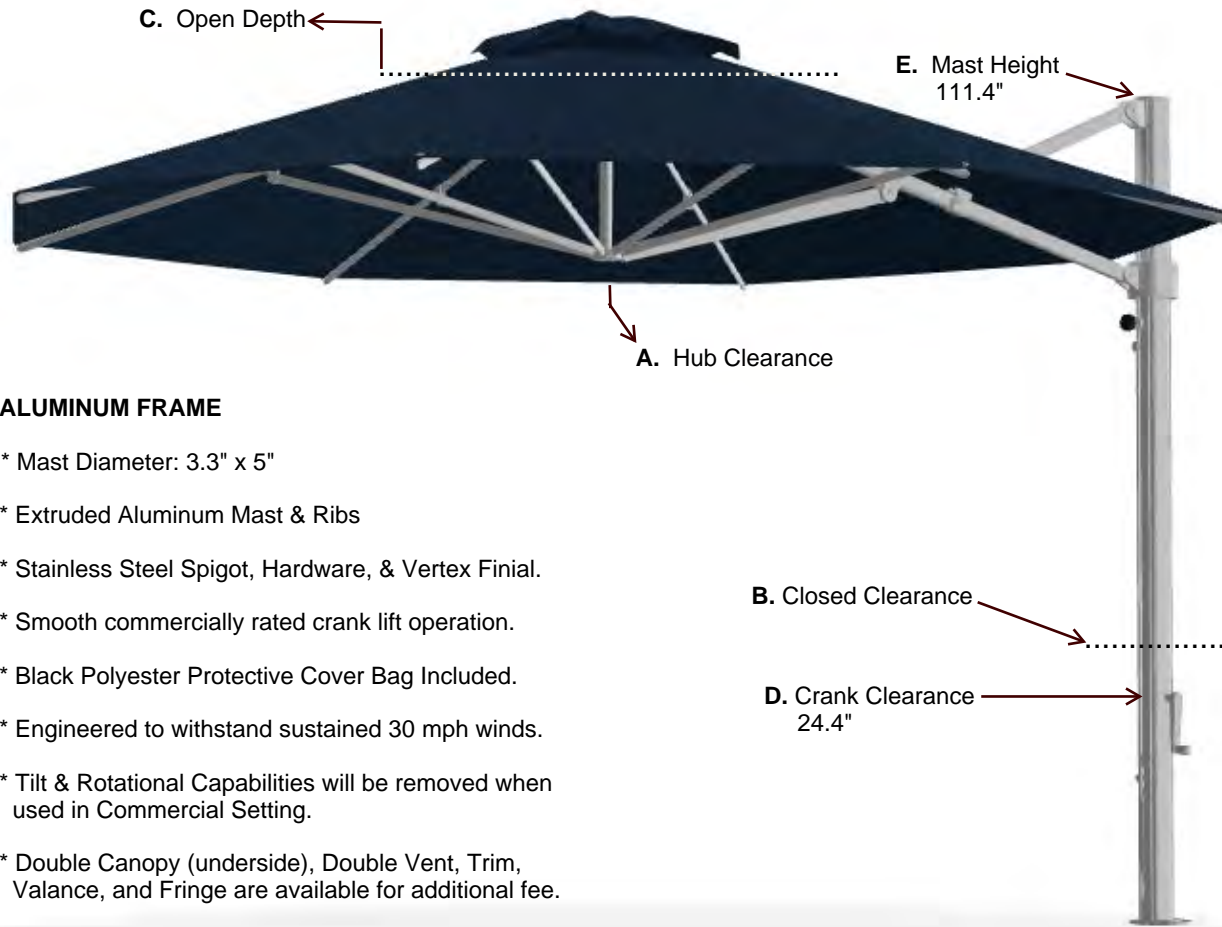 C. Open Depth
E. Mast Height
111.4"
A. Hub Clearance
ALUMINUM FRAME
* Mast Diameter: 3.3" x 5"
* Extruded Aluminum Mast & Ribs
* Stainless Steel Spigot, Hardware, & Vertex Finial.
* Smooth commercially rated crank lift operation.
* Black Polyester Protective Cover Bag Included.
* Engineered to withstand sustained 30 mph winds.
* Tilt & Rotational Capabilities will be removed when
used in Commercial Setting.
* Double Canopy (underside), Double Vent, Trim,
Valance, and Fringe are available for additional fee.
B. Closed Clearance
D. Crank Clearance
24.4"